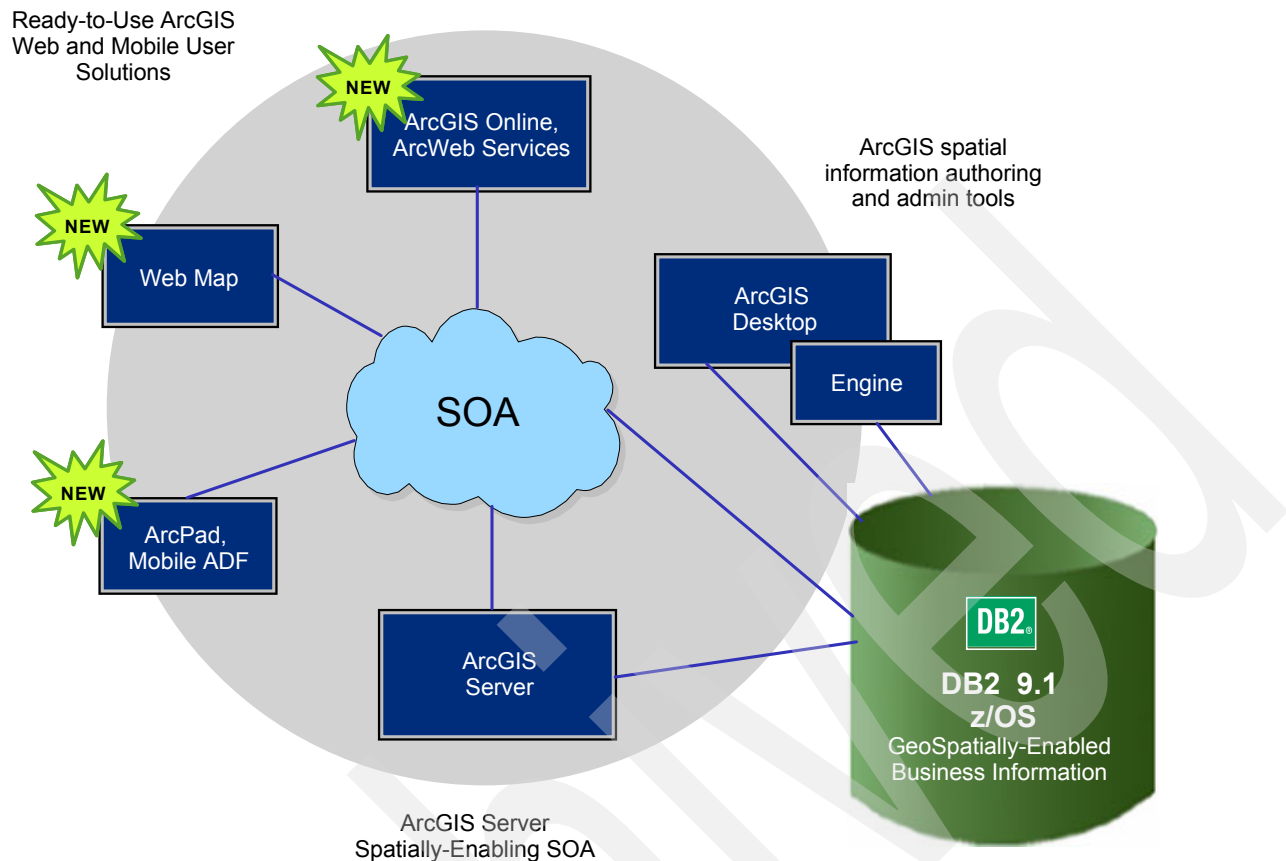 Ready-to-Use ArcGIS
Web and Mobile User
Solutions
NEW
ArcGIS Online,
ArcWeb Services
ArcGIS spatial
information authoring
and admin tools
NEW
Web Map
ArcGIS
Desktop
Engine
SOA
NEW
ArcPad,
Mobile ADF
ArcGIS
Server
DB2®
DB2 9.1
z/OS
GeoSpatially-Enabled
Business Information
ArcGIS Server
Spatially-Enabling SOA